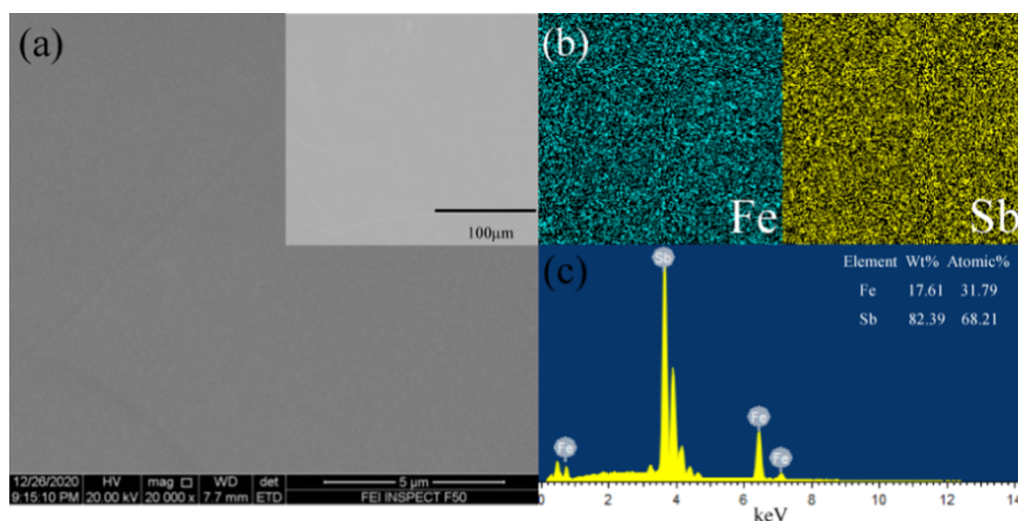 (a)
100μm
12/26/2020 HV mag □ WD det 5 μm
9:15:10 PM 20.00 kV 20 000 x 7.7 mm ETD FEI INSPECT F50
(b)
Fe
Sb
(c)
Element Wt% Atomic%
Fe 17.61 31.79
Sb 82.39 68.21
Sb
Fe
Fe
Fe
0 2 4 6 8 10 12 14
keV